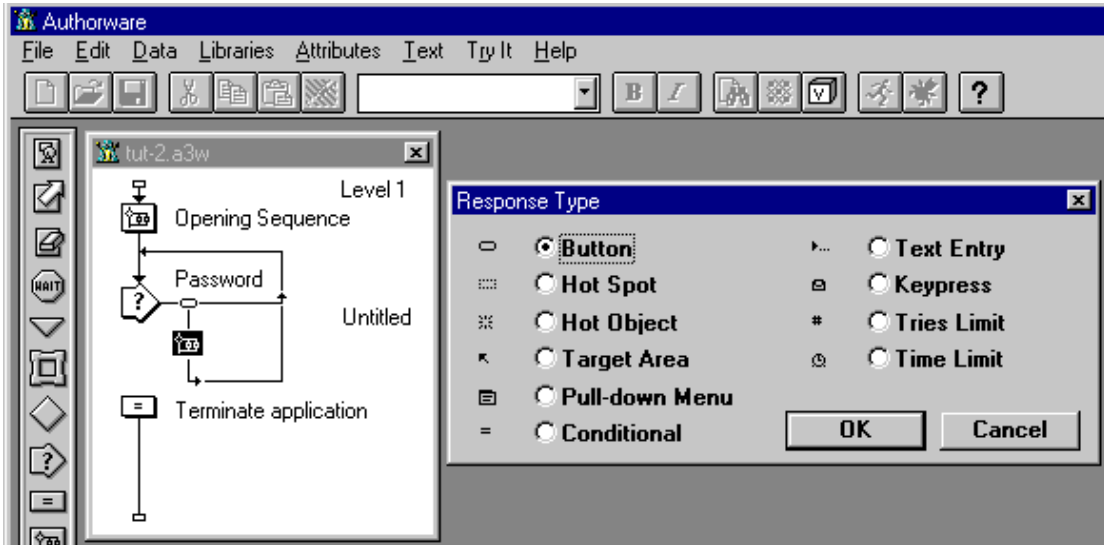 Authorware
File Edit Data Libraries Attributes Text Try It Help
B I V ?
WAIT
?
=
tut-2.a3w
Level 1
Opening Sequence
Password
?
Untitled
= Terminate application
Response Type
Button
Hot Spot
Hot Object
Target Area
Pull-down Menu
= Conditional
Text Entry
Keypress
# Tries Limit
Time Limit
OK Cancel